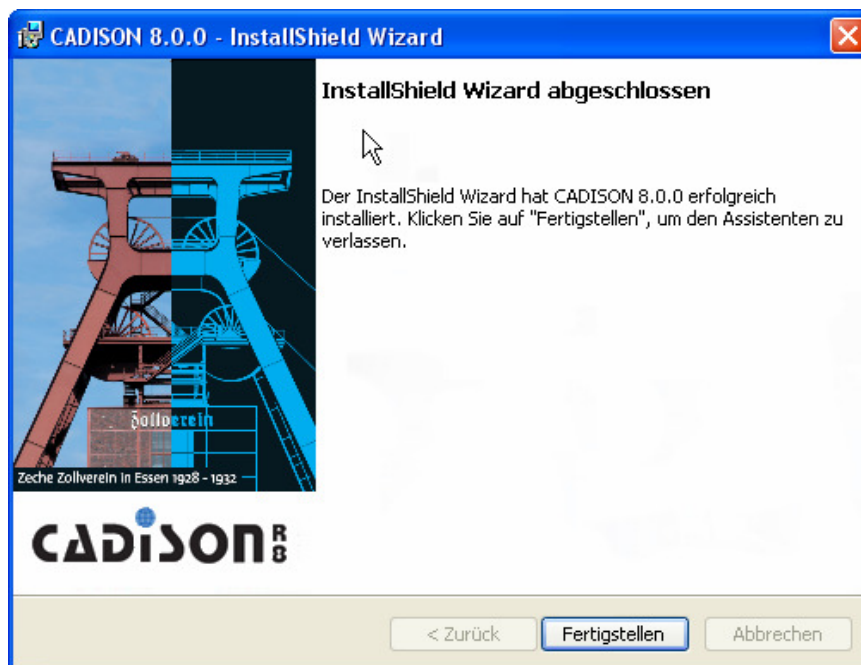 CADISON 8.0.0 - InstallShield Wizard
InstallShield Wizard abgeschlossen
Der InstallShield Wizard hat CADISON 8.0.0 erfolgreich
installiert. Klicken Sie auf "Fertigstellen", um den Assistenten zu
verlassen.
Zollverein
Zeche Zollverein in Essen 1928 - 1932
CADISON R8
< Zurück
Fertigstellen
Abbrechen